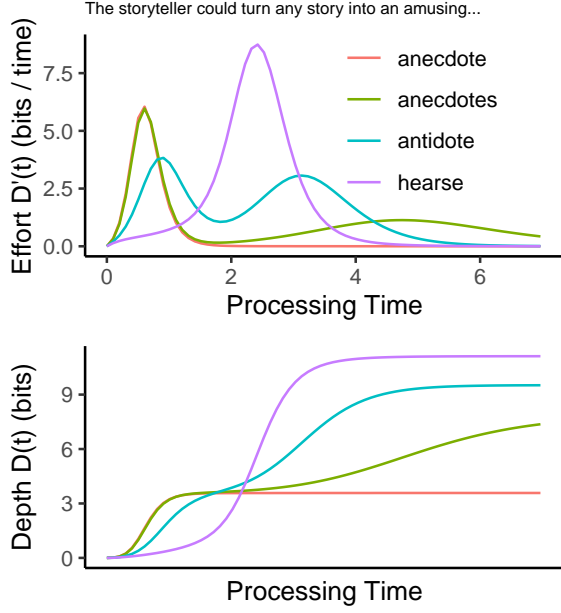 The storyteller could turn any story into an amusing...
Effort D'(t) (bits / time)
7.5
5.0
2.5
0.0
anecdote
anecdotes
antidote
hearse
0
2
4
6
Processing Time
Depth D(t) (bits)
9
6
3
0
Processing Time